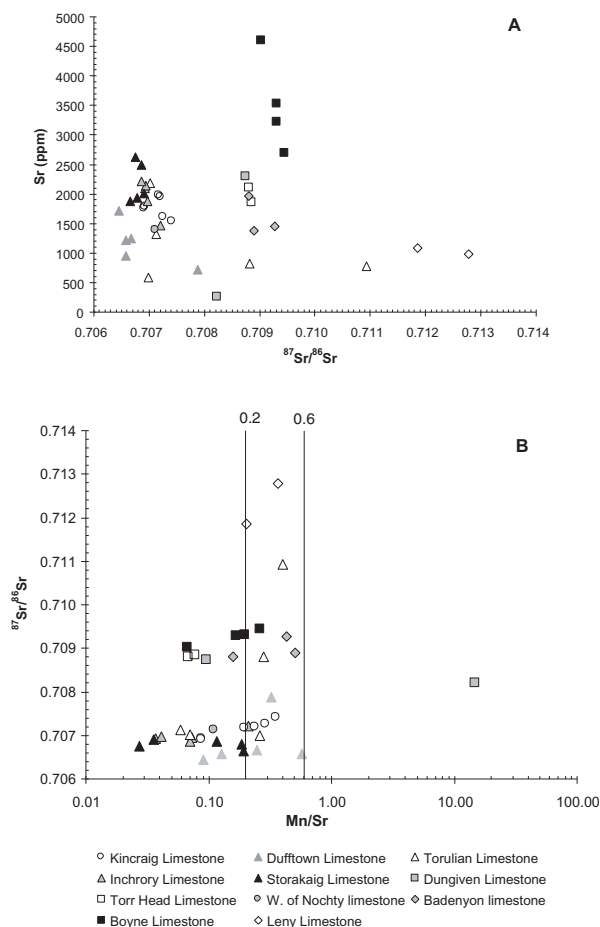 A
5000
4500
4000
3500
3000
2500
2000
1500
1000
500
0
Sr (ppm)
0.706 0.707 0.708 0.709 0.710 0.711 0.712 0.713 0.714
87Sr/86Sr
0.2 0.6
B
0.714
0.713
0.712
0.711
0.710
0.709
0.708
0.707
0.706
87Sr/86Sr
0.01 0.10 1.00 10.00 100.00
Mn/Sr
Kincraig Limestone Dufftown Limestone Torulian Limestone
Inchrory Limestone Storakaig Limestone Dungiven Limestone
Torr Head Limestone W. of Nochty limestone Badenyon limestone
Boyne Limestone Leny Limestone